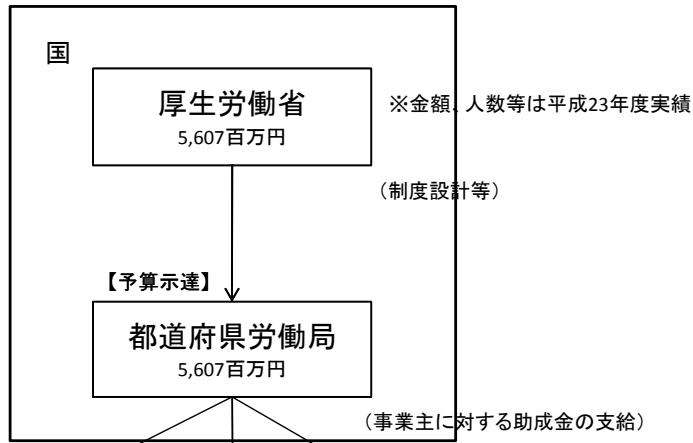 国
厚生労働省
5,607百万円
※金額、人数等は平成23年度実績
（制度設計等）
【予算示達】
都道府県労働局
5,607百万円
（事業主に対する助成金の支給）